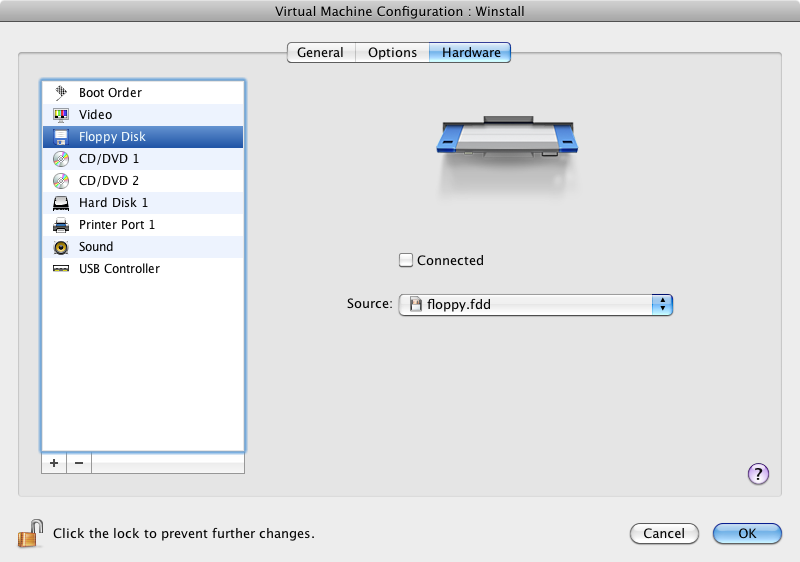 Virtual Machine Configuration : Winstall
General Options Hardware
Boot Order
Video
Floppy Disk
CD/DVD 1
CD/DVD 2
Hard Disk 1
Printer Port 1
Sound
USB Controller
Connected
Source: floppy.fdd
+ −
?
Click the lock to prevent further changes.
Cancel OK